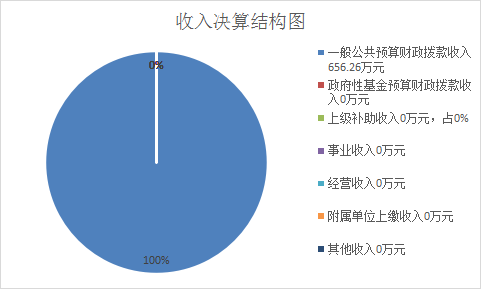 收入决算结构图
0%
100%
一般公共预算财政拨款收入
656.26万元
政府性基金预算财政拨款收
入0万元
上级补助收入0万元，占0%
事业收入0万元
经营收入0万元
附属单位上缴收入0万元
其他收入0万元